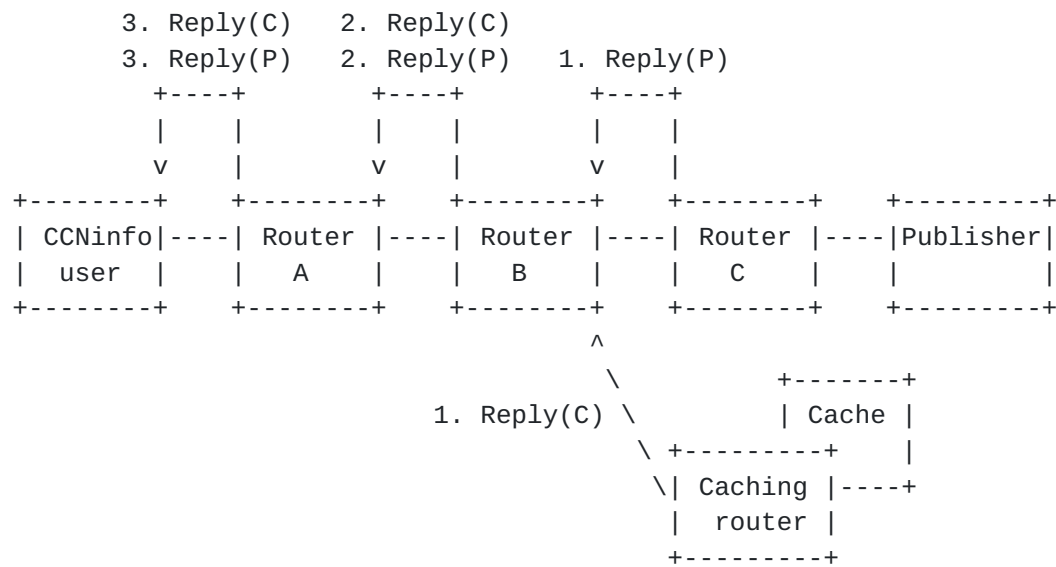 3. Reply(C) 2. Reply(C)
3. Reply(P) 2. Reply(P) 1. Reply(P)
CCNinfo Router Router Router Publisher
user A B C
1. Reply(C) Cache
Caching
router